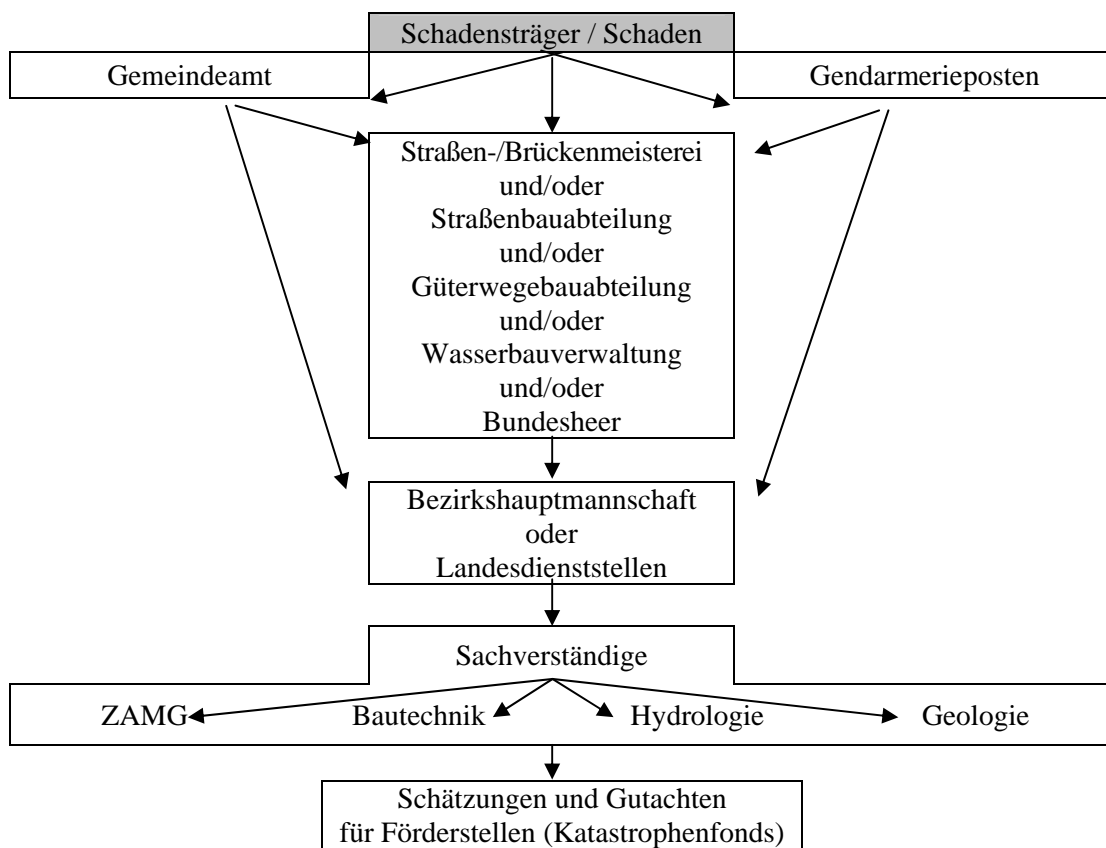 Schadensträger / Schaden
Gemeindeamt
Gendarmerieposten
Straßen-/Brückenmeisterei
und/oder
Straßenbauabteilung
und/oder
Güterwegebauabteilung
und/oder
Wasserbauverwaltung
und/oder
Bundesheer
Bezirkshauptmannschaft
oder
Landesdienststellen
Sachverständige
ZAMG
Bautechnik
Hydrologie
Geologie
Schätzungen und Gutachten
für Förderstellen (Katastrophenfonds)